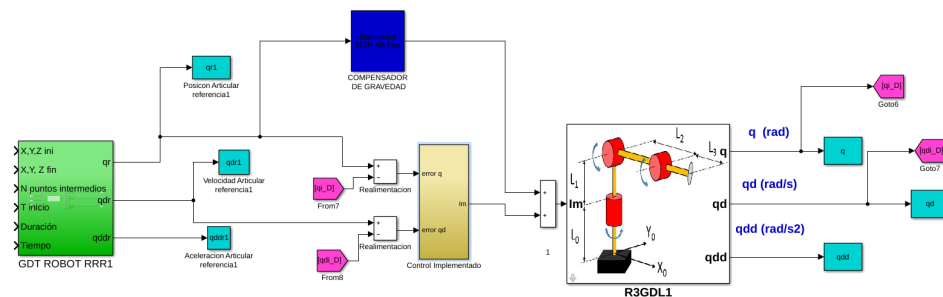 COMPENSADOR
DE GRAVEDAD
qr1
Posicon Articular
referencia1
X,Y,Z ini
X,Y, Z fin
N puntos intermedios
T inicio
Duración
Tiempo
qr
qdr
qddr
GDT ROBOT RRR1
qdr1
Velocidad Articular
referencia1
qddr1
Aceleracion Articular
referencia1
[qi_D]
From7
+
−
Realimentacion
[qdi_D]
From8
+
−
Realimentacion
error q
error qd
Im
Control Implementado
+
+
1
Im
L0
L1
L2
L3
Y0
X0
q
qd
qdd
R3GDL1
q (rad)
qd (rad/s)
qdd (rad/s2)
[qi_D]
Goto6
q
[qdi_D]
Goto7
qd
qdd